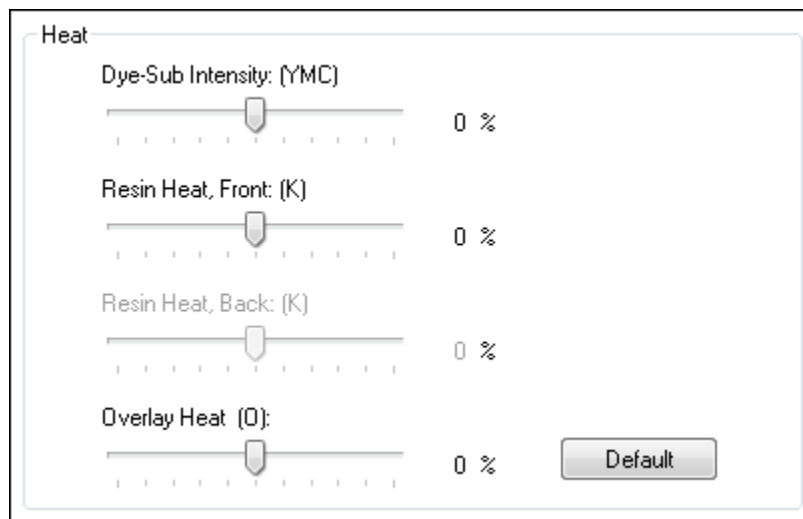 Heat
Dye-Sub Intensity: (YMC)
0 %
Resin Heat, Front: (K)
0 %
Resin Heat, Back: (K)
0 %
Overlay Heat (O):
0 %
Default